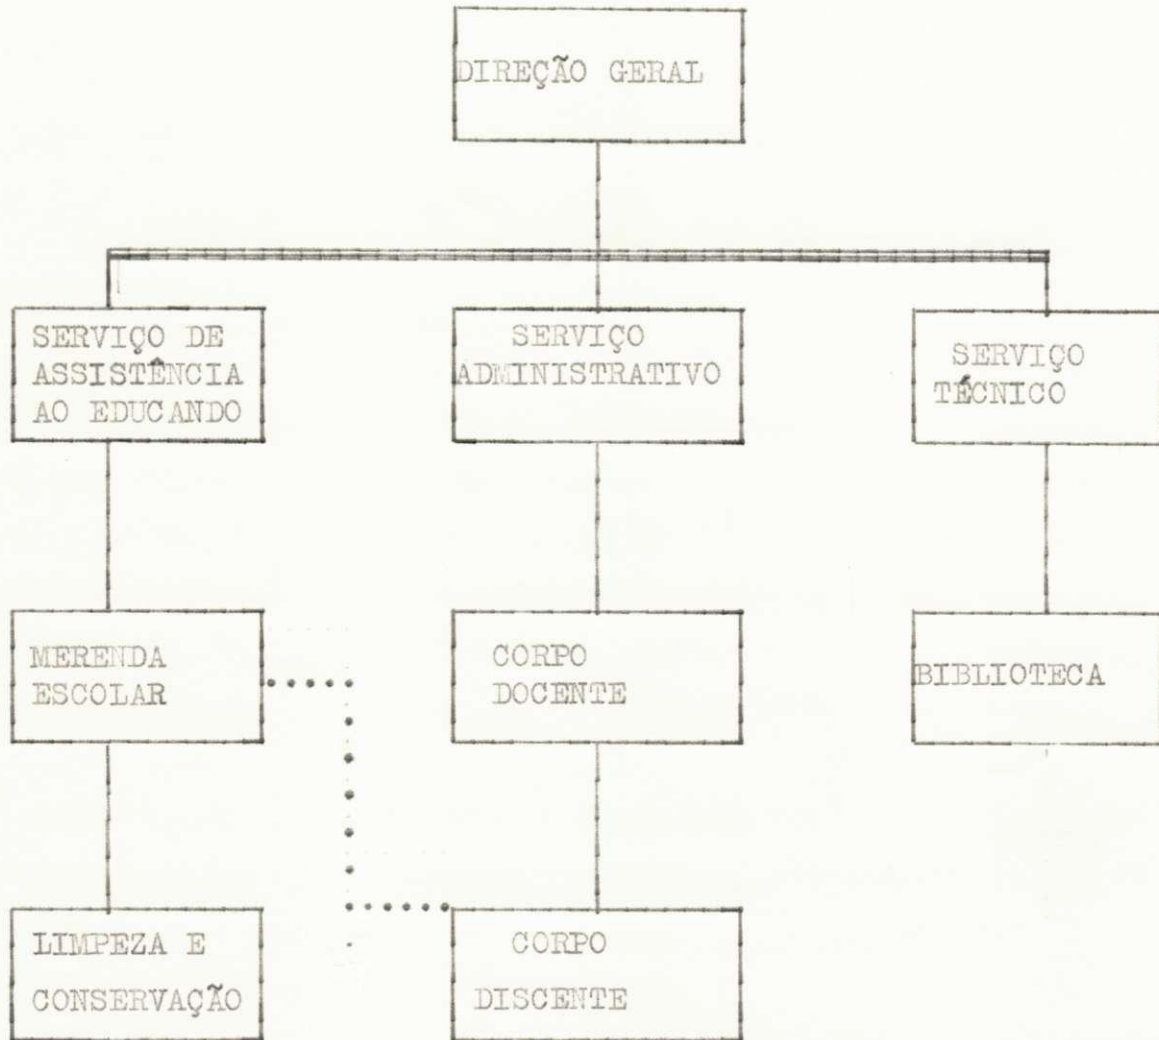 DIREÇÃO GERAL
SERVIÇO DE
ASSISTÊNCIA
AO EDUCANDO
SERVIÇO
ADMINISTRATIVO
SERVIÇO
TÉCNICO
MERENDA
ESCOLAR
CORPO
DOCENTE
BIBLIOTECA
LIMPEZA E
CONSERVAÇÃO
CORPO
DISCENTE